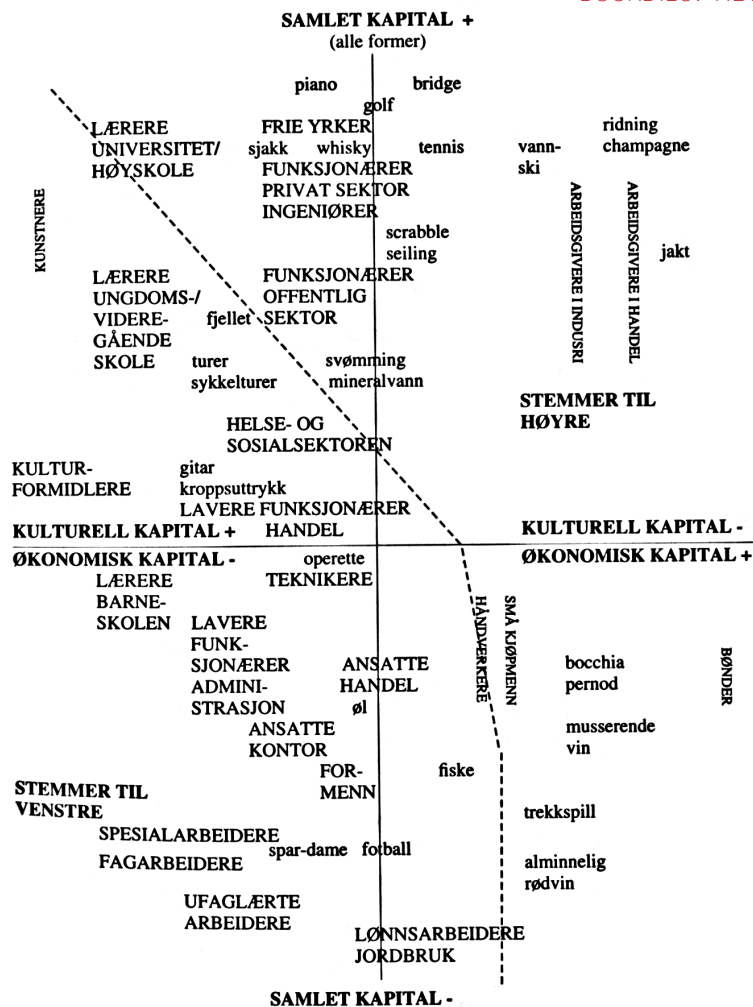 SAMLET KAPITAL +
(alle former)
piano bridge
golf
LÆRERE FRIE YRKER ridning
UNIVERSITET/ sjakk whisky tennis vann- champagne
HØYSKOLE FUNKSJONÆRER ski
PRIVAT SEKTOR
INGENIØRER
KUNSTNERE
ARBEIDSGIVERE I INDUSRI
ARBEIDSGIVERE I HANDEL
scrabble
seiling jakt
LÆRERE FUNKSJONÆRER
UNGDOMS-/ OFFENTLIG
VIDERE- fjellet SEKTOR
GÅENDE
SKOLE turer svømming
sykkelturer mineralvann
STEMMER TIL
HØYRE
HELSE- OG
SOSIALSEKTOREN
KULTUR- gitar
FORMIDLERE kroppsuttrykk
LAVERE FUNKSJONÆRER
KULTURELL KAPITAL + HANDEL KULTURELL KAPITAL -
ØKONOMISK KAPITAL - operette ØKONOMISK KAPITAL +
LÆRERE TEKNIKERE
BARNE-
SKOLEN LAVERE
FUNK-
SJONÆRER ANSATTE bocchia
ADMINI- HANDEL pernod
STRASJON øl
HÅNDVERKERE
SMÅ KJØPMENN
BØNDER
ANSATTE musserende
KONTOR vin
FOR- fiske
MENN
STEMMER TIL
VENSTRE
trekkspill
SPESIALARBEIDERE
spar-dame fotball
FAGARBEIDERE alminnelig
rødvin
UFAGLÆRTE
ARBEIDERE
LØNNSARBEIDERE
JORDBRUK
SAMLET KAPITAL -